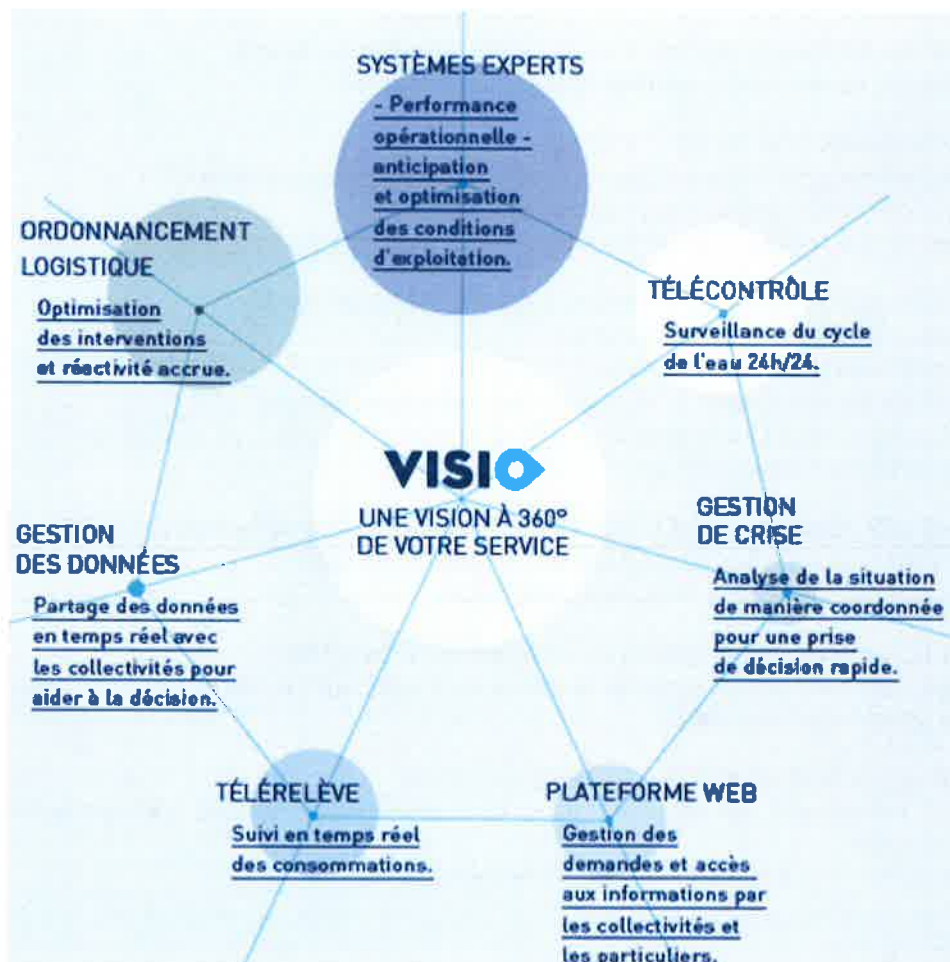 SYSTÈMES EXPERTS
- Performance
opérationnelle -
anticipation
et optimisation
des conditions
d'exploitation.
ORDONNANCEMENT
LOGISTIQUE
Optimisation
des interventions
et réactivité accrue.
TÉLÉCONTRÔLE
Surveillance du cycle
de l'eau 24h/24.
VISIO
UNE VISION À 360°
DE VOTRE SERVICE
GESTION
DES DONNÉES
Partage des données
en temps réel avec
les collectivités pour
aider à la décision.
GESTION
DE CRISE
Analyse de la situation
de manière coordonnée
pour une prise
de décision rapide.
TÉLÉRELÈVE
Suivi en temps réel
des consommations.
PLATEFORME WEB
Gestion des
demandes et accès
aux informations par
les collectivités et
les particuliers.